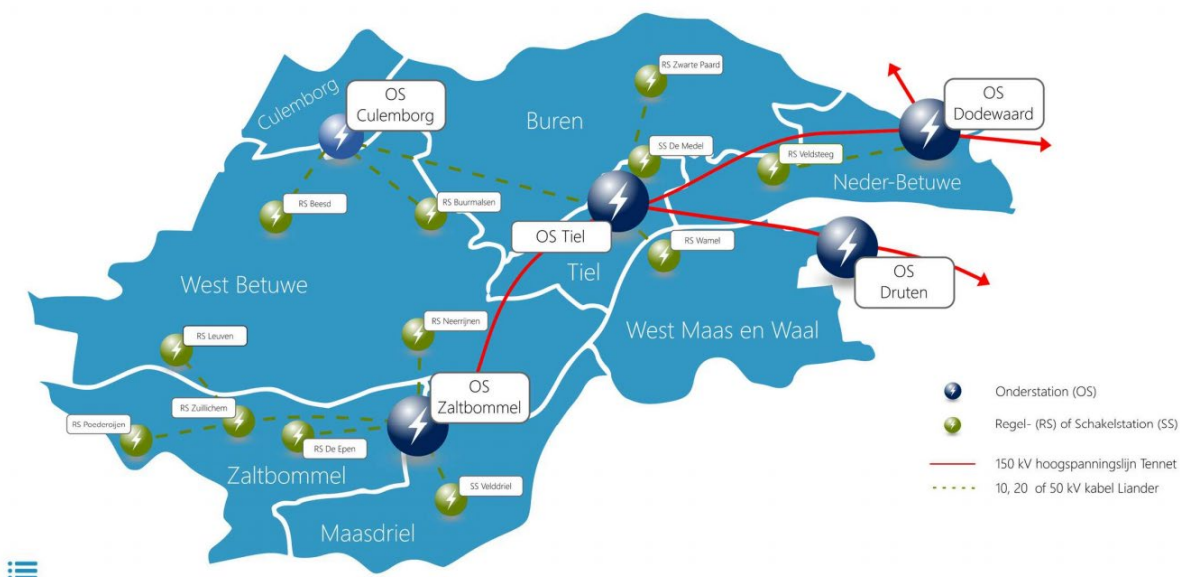 RS Zwarte Paard
OS
Culemborg
OS
Dodewaard
Culemborg
Buren
SS De Medel
RS Veldsteeg
Neder-Betuwe
RS Beesd
RS Buurmalsen
OS Tiel
RS Wamel
Tiel
OS
Druten
West Betuwe
RS Neerrijnen
West Maas en Waal
RS Leuven
OS
Zaltbommel
Onderstation (OS)
RS Zuillichem
RS Poederoijen
Regel- (RS) of Schakelstation (SS)
RS De Epen
Zaltbommel
150 kV hoogspanningslijn Tennet
SS Velddriel
10, 20 of 50 kV kabel Liander
Maasdriel